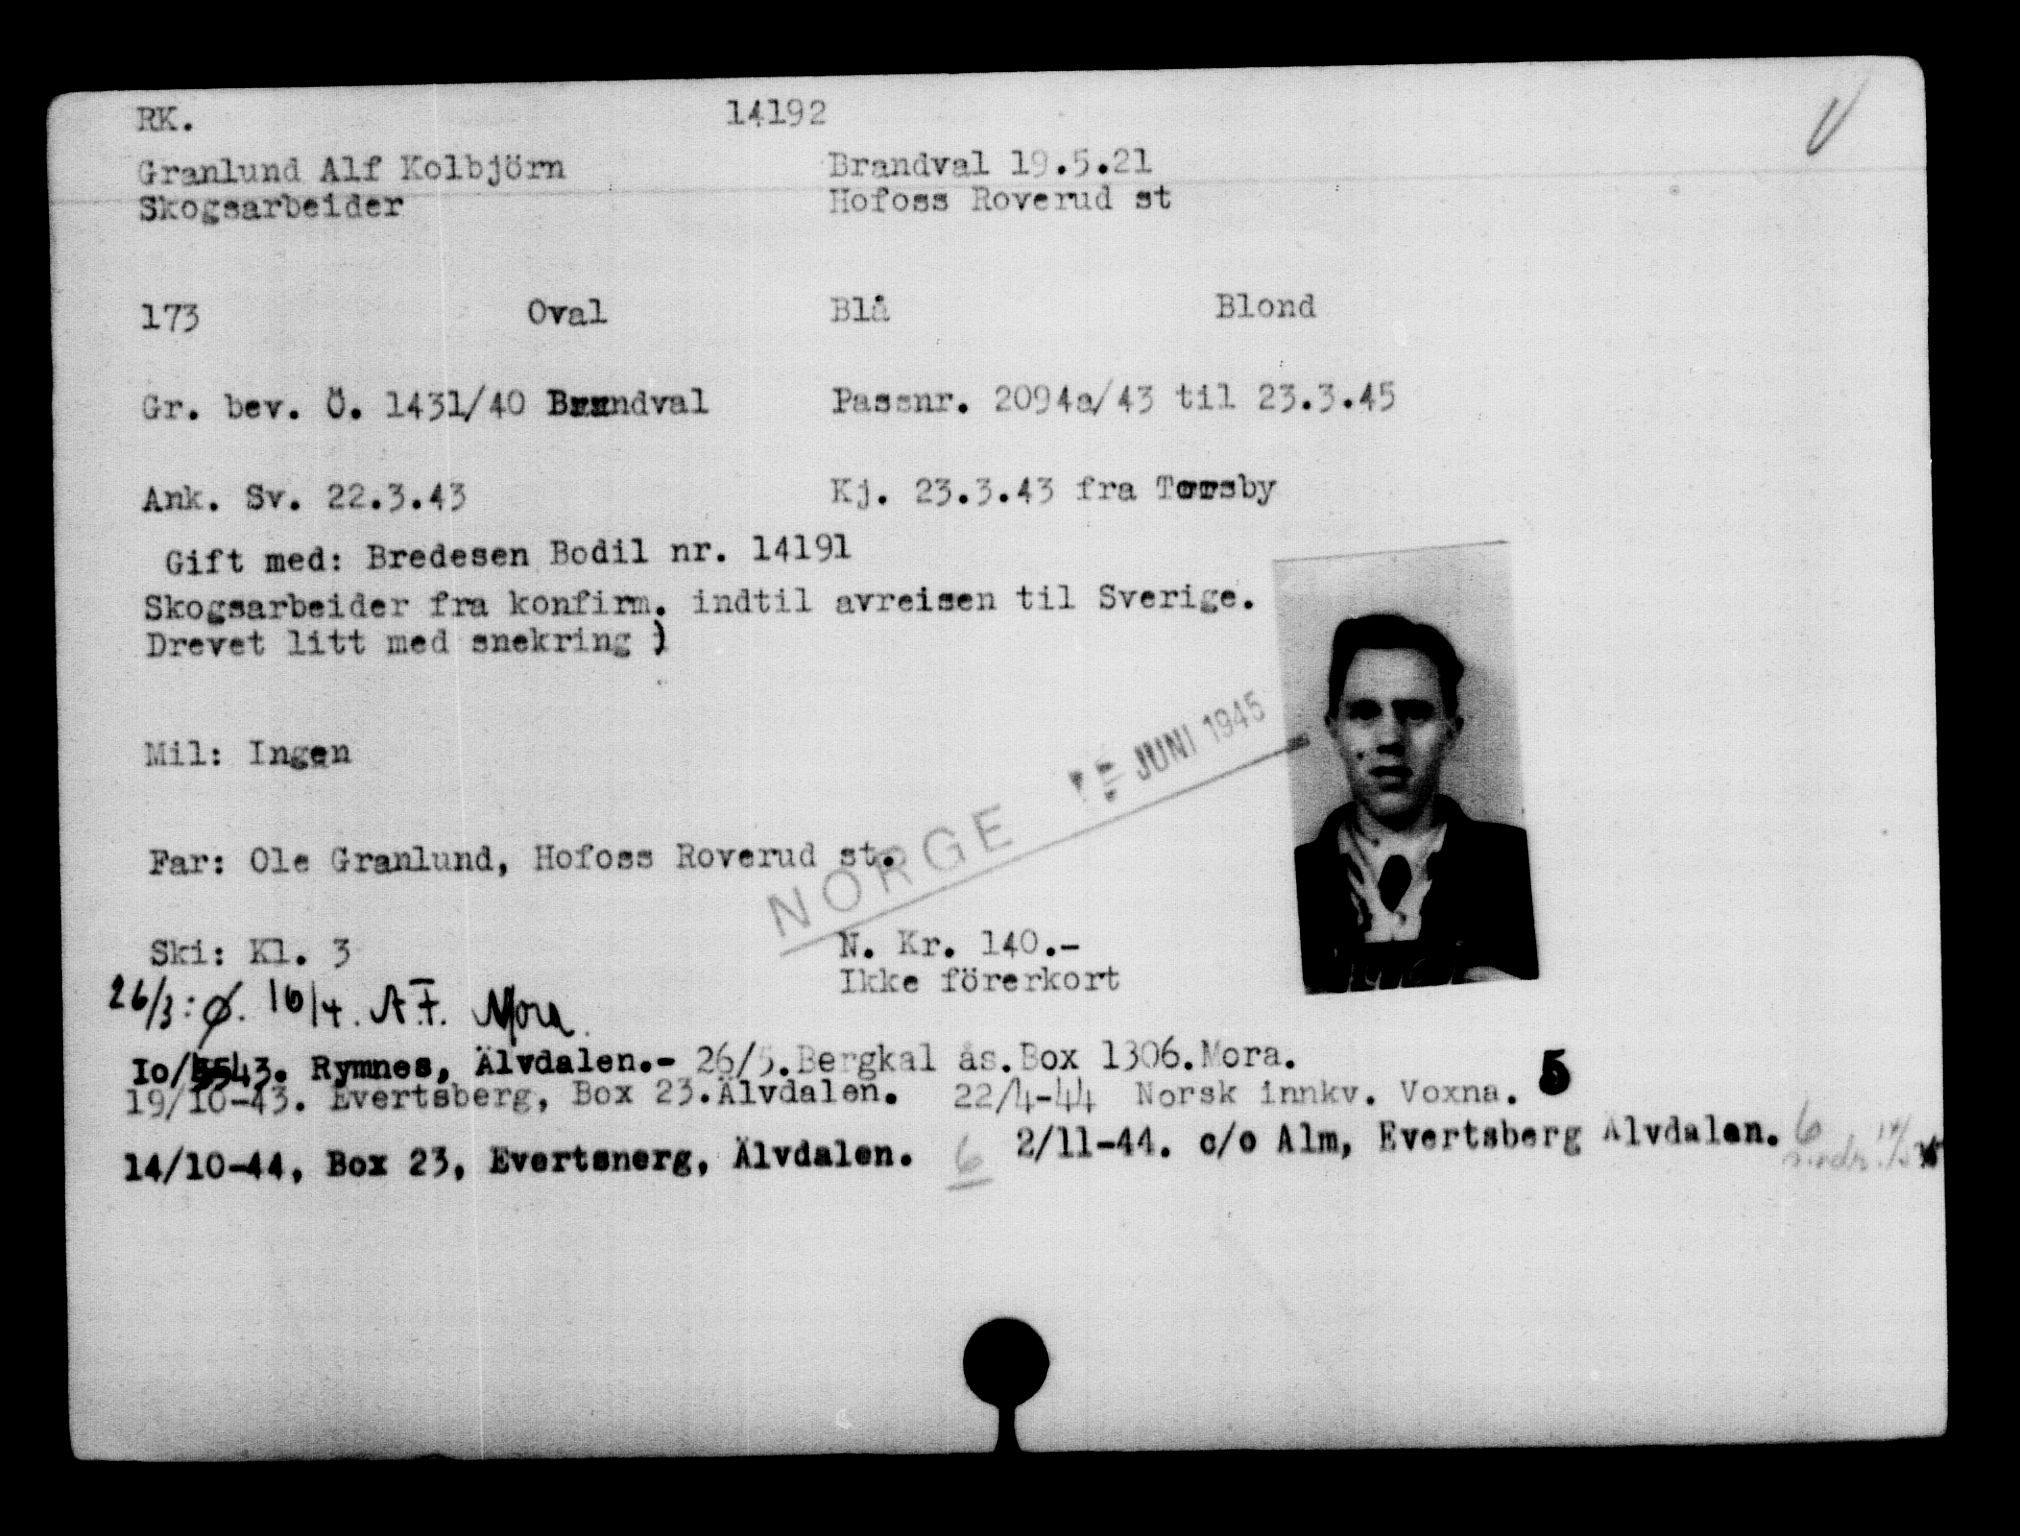 RK. 14192
Granlund Alf Kolbjörn Brandval 19.5.21
Skogsarbeider Hofoss Roverud st
173 Oval Blå Blond
Gr. bev. Ö. 1431/40 Brandval Passnr. 2094a/43 til 23.3.45
Ank. Sv. 22.3.43 Kj. 23.3.43 fra Torsby
Gift med: Bredesen Bodil nr. 14191
Skogsarbeider fra konfirm. indtil avreisen til Sverige.
Drevet litt med snekring )
JUNI 1945
Mil: Ingen
NORGE
Far: Ole Granlund, Hofoss Roverud st.
Ski: Kl. 3 N. Kr. 140.-
Ikke förerkort
26/3: Ø. 16/4. A.F. Mora.
10/ 43. Rymnes, Älvdalen.- 26/5. Bergkal ås. Box 1306. Mora.
19/10-43. Evertsberg, Box 23. Älvdalen. 22/4-44 Norsk innkv. Voxna. 5
14/10-44, Box 23, Evertsnerg, Älvdalen. 6 2/11-44. c/o Alm, Evertsberg Älvdalen. 6